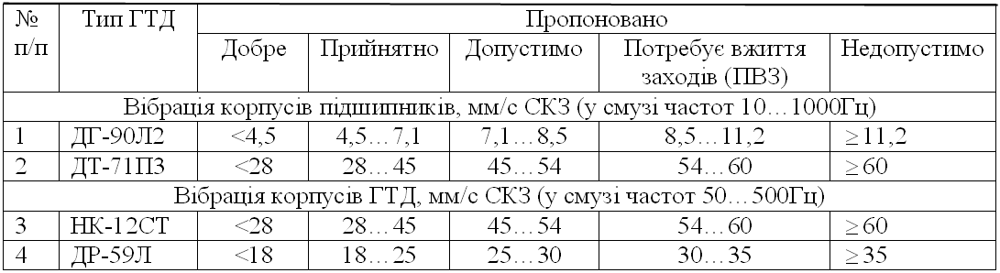 № п/п Тип ГТД Пропоновано
Добре Прийнятно Допустимо Потребує вжиття заходів (ПВЗ) Недопустимо
Вібрація корпусів підшипників, мм/с СКЗ (у смузі частот 10…1000Гц)
1 ДГ-90Л2 <4,5 4,5…7,1 7,1…8,5 8,5…11,2 ≥11,2
2 ДТ-71П3 <28 28…45 45…54 54…60 ≥60
Вібрація корпусів ГТД, мм/с СКЗ (у смузі частот 50…500Гц)
3 НК-12СТ <28 28…45 45…54 54…60 ≥60
4 ДР-59Л <18 18…25 25…30 30…35 ≥35